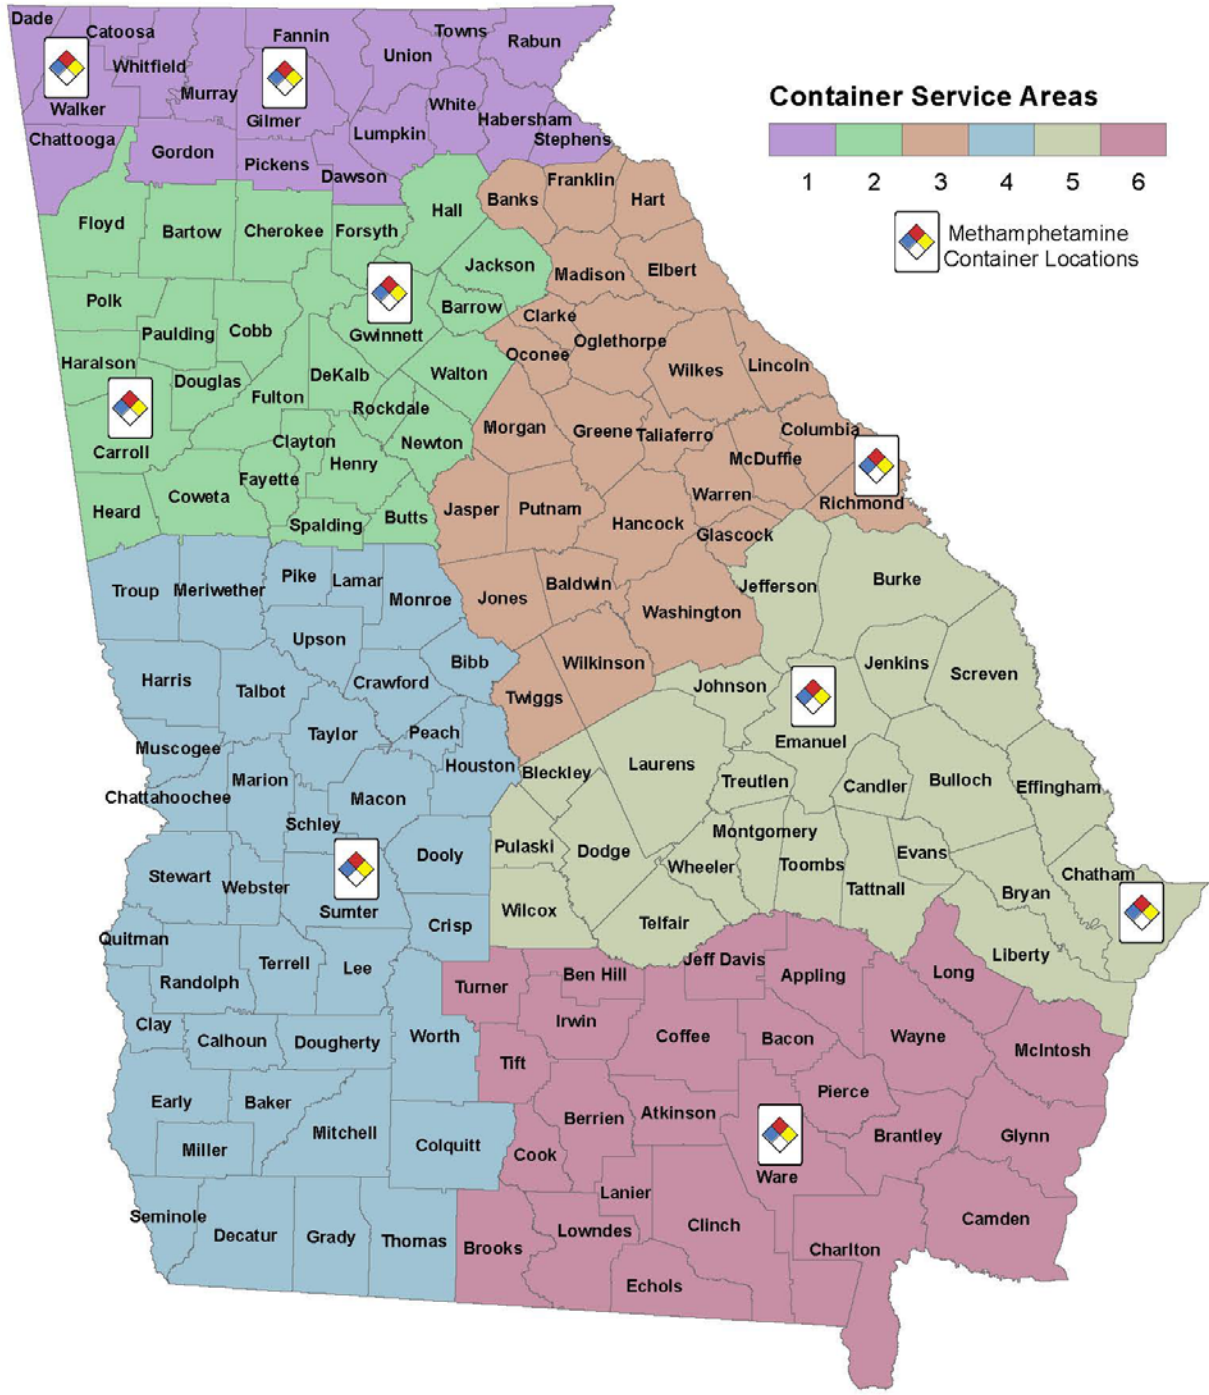 Container Service Areas
1 2 3 4 5 6
Methamphetamine
Container Locations
Dade
Catoosa
Fannin
Towns
Rabun
Union
Whitfield
Murray
Walker
Gilmer
White
Habersham
Lumpkin
Stephens
Chattooga
Gordon
Pickens
Dawson
Franklin
Banks
Hart
Hall
Floyd
Bartow
Cherokee
Forsyth
Jackson
Madison
Elbert
Polk
Barrow
Clarke
Paulding
Cobb
Gwinnett
Oglethorpe
Oconee
Haralson
Douglas
DeKalb
Walton
Wilkes
Lincoln
Fulton
Rockdale
Carroll
Clayton
Newton
Morgan
Greene
Taliaferro
Columbia
Henry
McDuffie
Fayette
Coweta
Warren
Richmond
Heard
Spalding
Butts
Jasper
Putnam
Hancock
Glascock
Troup
Meriwether
Pike
Lamar
Monroe
Jones
Baldwin
Jefferson
Burke
Washington
Upson
Bibb
Wilkinson
Jenkins
Screven
Harris
Talbot
Crawford
Twiggs
Johnson
Taylor
Peach
Emanuel
Muscogee
Houston
Bleckley
Laurens
Treutlen
Candler
Bulloch
Effingham
Marion
Chattahoochee
Macon
Schley
Montgomery
Dooly
Pulaski
Dodge
Wheeler
Toombs
Evans
Chatham
Stewart
Webster
Tattnall
Bryan
Sumter
Wilcox
Telfair
Crisp
Quitman
Liberty
Terrell
Lee
Jeff Davis
Long
Randolph
Turner
Ben Hill
Appling
Clay
Irwin
Calhoun
Dougherty
Worth
Coffee
Bacon
Wayne
McIntosh
Tift
Pierce
Early
Baker
Berrien
Atkinson
Mitchell
Brantley
Glynn
Miller
Colquitt
Cook
Ware
Lanier
Seminole
Decatur
Grady
Thomas
Brooks
Lowndes
Clinch
Camden
Charlton
Echols